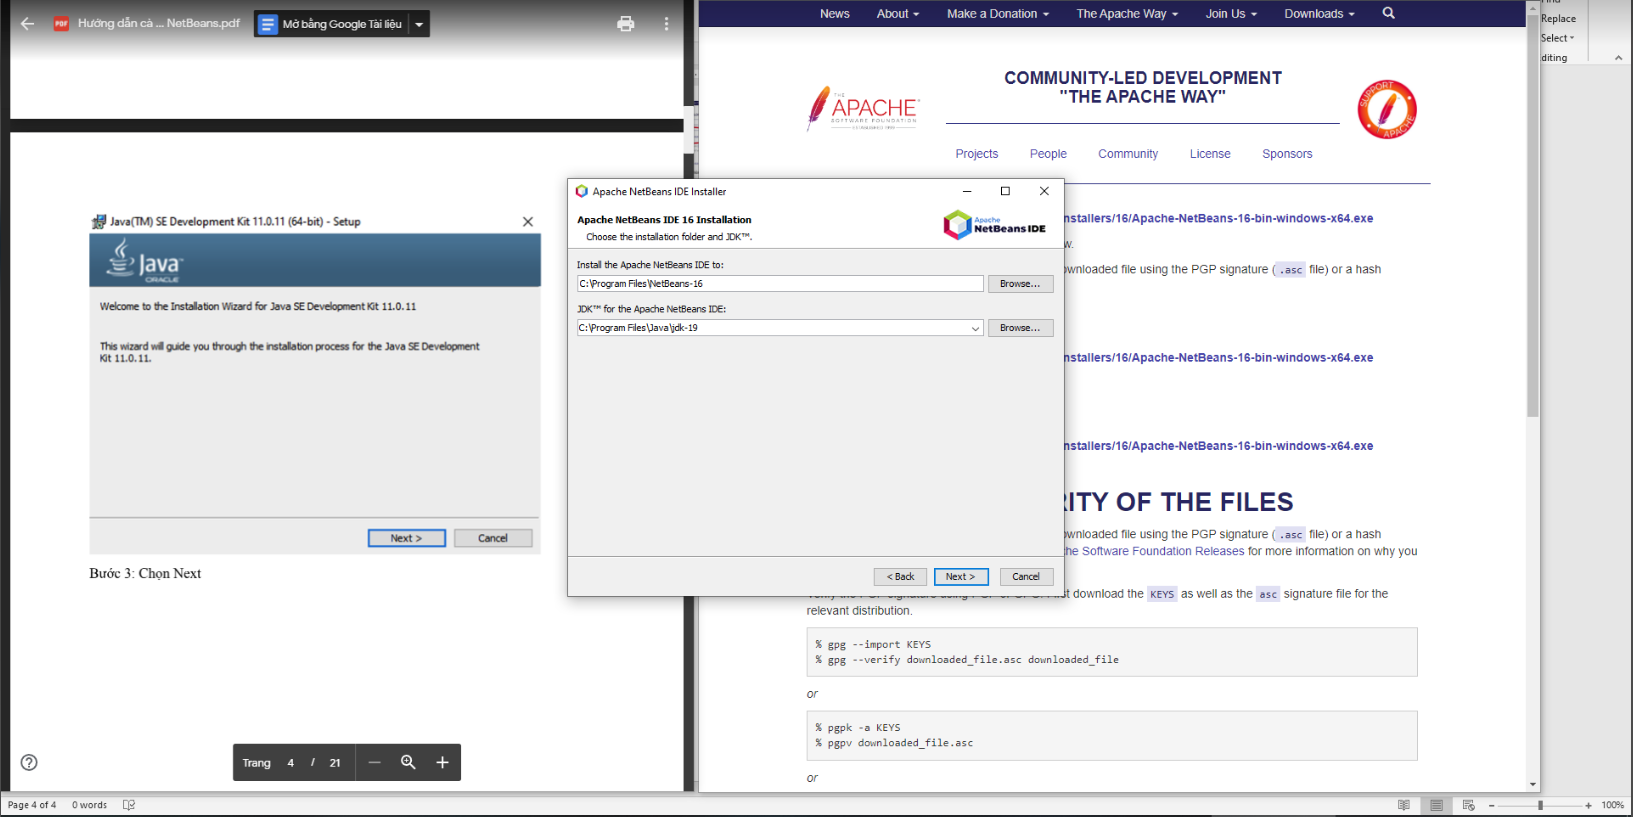 Hướng dẫn cà ... NetBeans.pdf
Mở bằng Google Tài liệu
PDF
Java(TM) SE Development Kit 11.0.11 (64-bit) - Setup
Java™
ORACLE
Welcome to the Installation Wizard for Java SE Development Kit 11.0.11
This wizard will guide you through the installation process for the Java SE Development
Kit 11.0.11.
Next >
Cancel
Bước 3: Chọn Next
Trang 4 / 21
Page 4 of 4
0 words
News
About
Make a Donation
The Apache Way
Join Us
Downloads
Replace
Select
diting
THE
APACHE
SOFTWARE FOUNDATION
ESTABLISHED 1999
COMMUNITY-LED DEVELOPMENT
"THE APACHE WAY"
SUPPORT
APACHE
Projects
People
Community
License
Sponsors
Apache NetBeans IDE Installer
Apache NetBeans IDE 16 Installation
Choose the installation folder and JDK™.
Apache
NetBeans IDE
Install the Apache NetBeans IDE to:
C:\Program Files\NetBeans-16
Browse...
JDK™ for the Apache NetBeans IDE:
C:\Program Files\Java\jdk-19
Browse...
< Back
Next >
Cancel
nstallers/16/Apache-NetBeans-16-bin-windows-x64.exe
w.
wnloaded file using the PGP signature ( .asc file) or a hash
nstallers/16/Apache-NetBeans-16-bin-windows-x64.exe
nstallers/16/Apache-NetBeans-16-bin-windows-x64.exe
RITY OF THE FILES
wnloaded file using the PGP signature ( .asc file) or a hash
he Software Foundation Releases for more information on why you
download the KEYS as well as the asc signature file for the
relevant distribution.
% gpg --import KEYS
% gpg --verify downloaded_file.asc downloaded_file
or
% pgpk -a KEYS
% pgpv downloaded_file.asc
or
100%